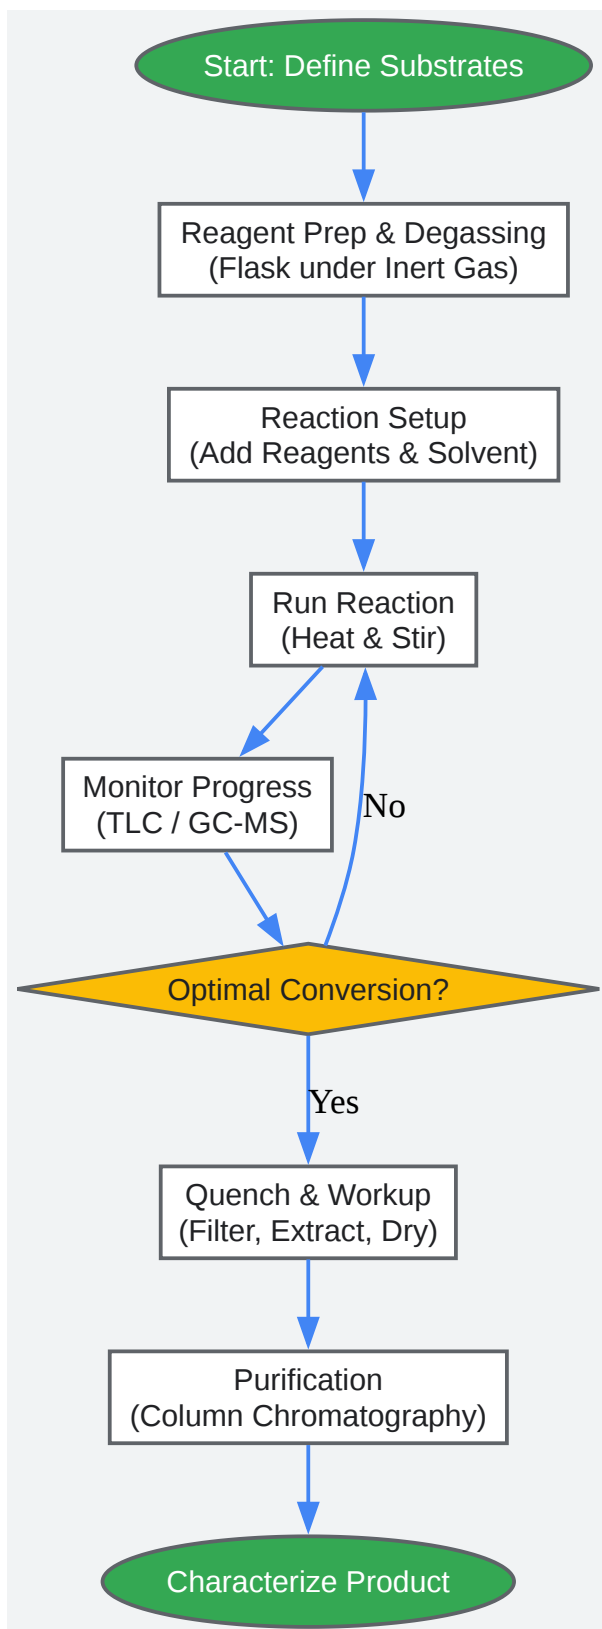 Start: Define Substrates
Reagent Prep & Degassing
(Flask under Inert Gas)
Reaction Setup
(Add Reagents & Solvent)
Run Reaction
(Heat & Stir)
Monitor Progress
(TLC / GC-MS)
No
Optimal Conversion?
Yes
Quench & Workup
(Filter, Extract, Dry)
Purification
(Column Chromatography)
Characterize Product